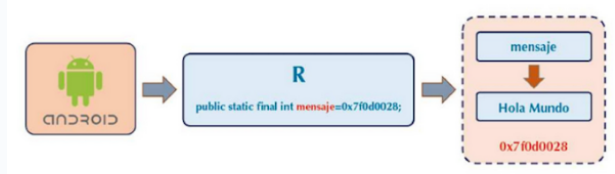 ANDROID
R
public static final int mensaje=0x7f0d0028;
mensaje
Hola Mundo
0x7f0d0028